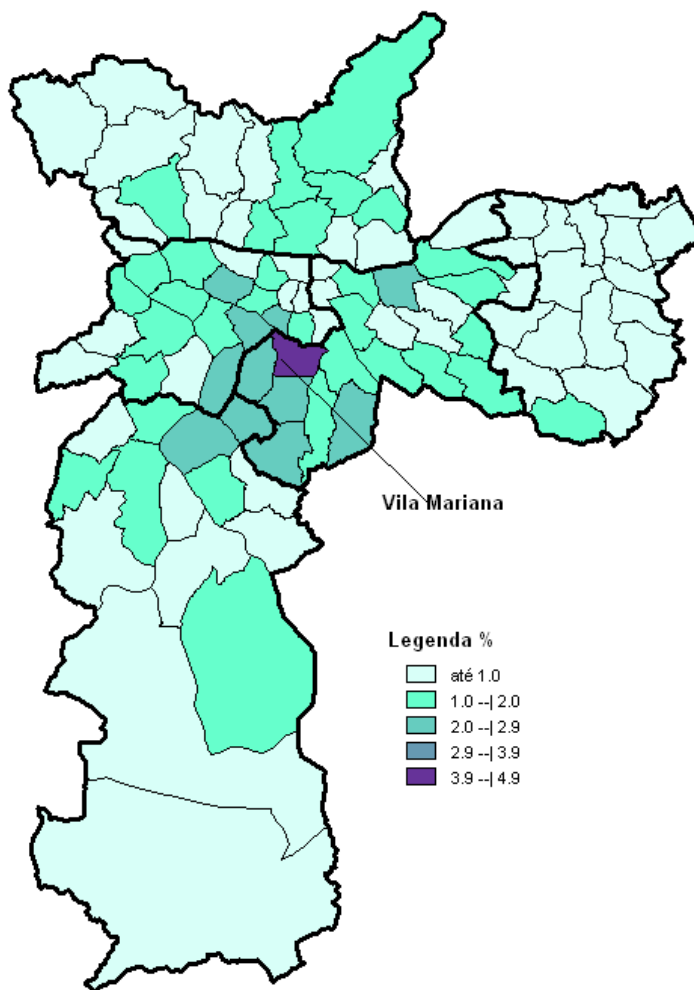 Vila Mariana
Legenda %
até 1.0
1.0 --| 2.0
2.0 --| 2.9
2.9 --| 3.9
3.9 --| 4.9